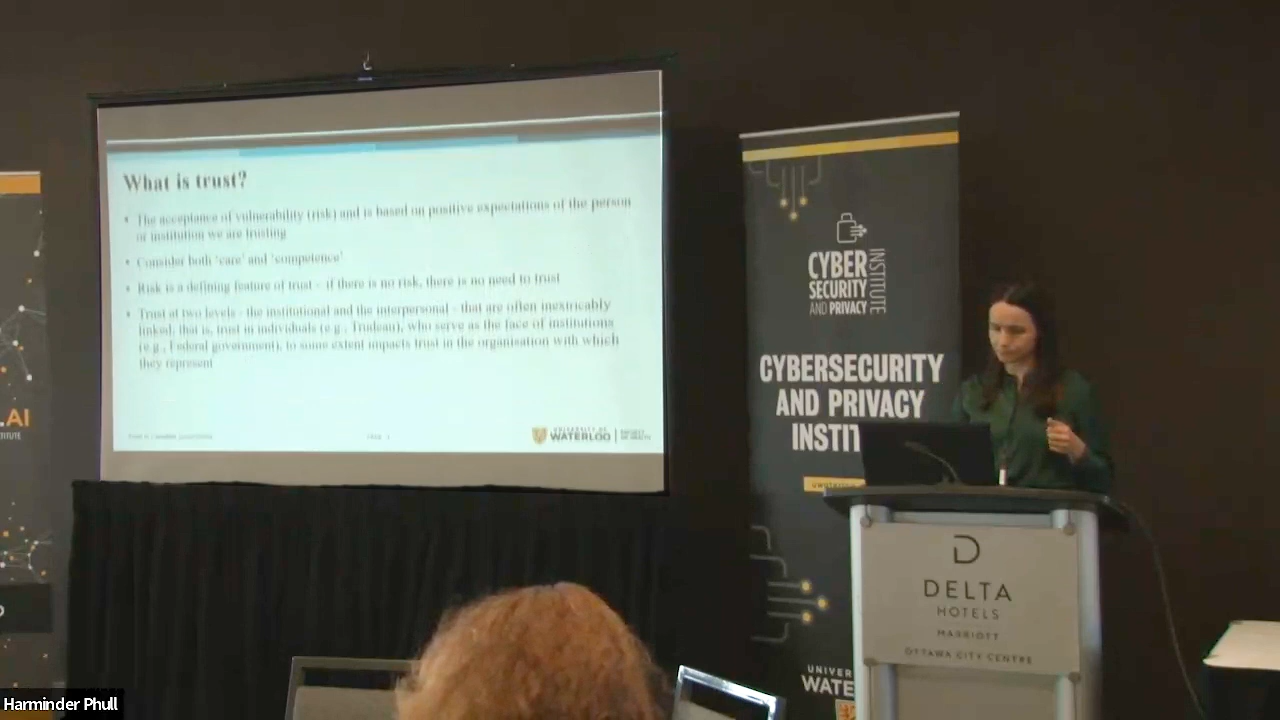 What is trust?
• The acceptance of vulnerability (risk) and is based on positive expectations of the person
or institution we are trusting
• Consider both 'care' and 'competence'
• Risk is a defining feature of trust - if there is no risk, there is no need to trust
• Trust at two levels - the institutional and the interpersonal - that are often inextricably
linked; that is, trust in individuals (e.g., Trudeau), who serve as the face of institutions
(e.g., Federal government), to some extent impacts trust in the organisation with which
they represent
UNIVERSITY OF
WATERLOO
FACULTY
OF HEALTH
.AI
CYBER
SECURITY
AND PRIVACY
INSTITUTE
CYBERSECURITY
AND PRIVACY
INSTIT
UNIVER
WATE
DELTA
HOTELS
MARRIOTT
OTTAWA CITY CENTRE
Harminder Phull